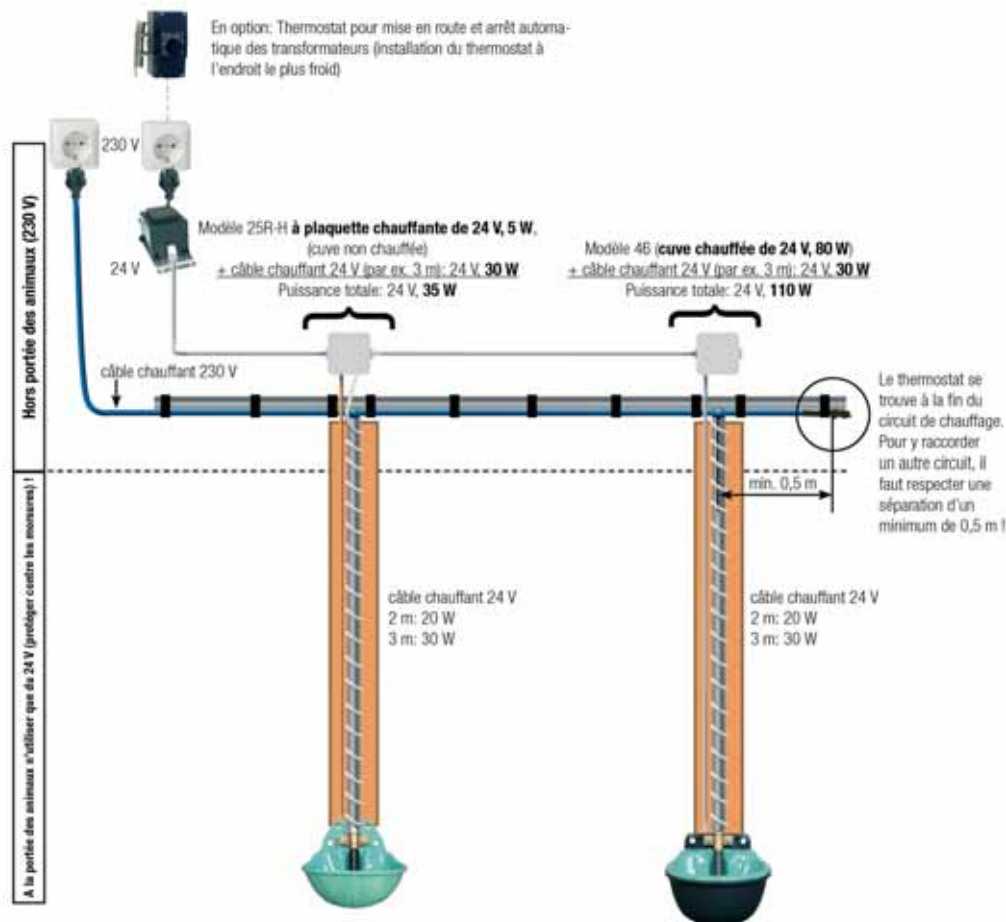 En option: Thermostat pour mise en route et arrêt automa-
tique des transformateurs (installation du thermostat à
l'endroit le plus froid)
230 V
24 V
Modèle 25R-H à plaquette chauffante de 24 V, 5 W,
(cuve non chauffée)
+ câble chauffant 24 V (par ex. 3 m): 24 V, 30 W
Puissance totale: 24 V, 35 W
Modèle 46 (cuve chauffée de 24 V, 80 W)
+ câble chauffant 24 V (par ex. 3 m): 24 V, 30 W
Puissance totale: 24 V, 110 W
Hors portée des animaux (230 V)
câble chauffant 230 V
Le thermostat se
trouve à la fin du
circuit de chauffage.
Pour y raccorder
un autre circuit, il
faut respecter une
séparation d'un
minimum de 0,5 m !
min. 0,5 m
A la portée des animaux n'utiliser que du 24 V (protéger contre les morsures) !
câble chauffant 24 V
2 m: 20 W
3 m: 30 W
câble chauffant 24 V
2 m: 20 W
3 m: 30 W